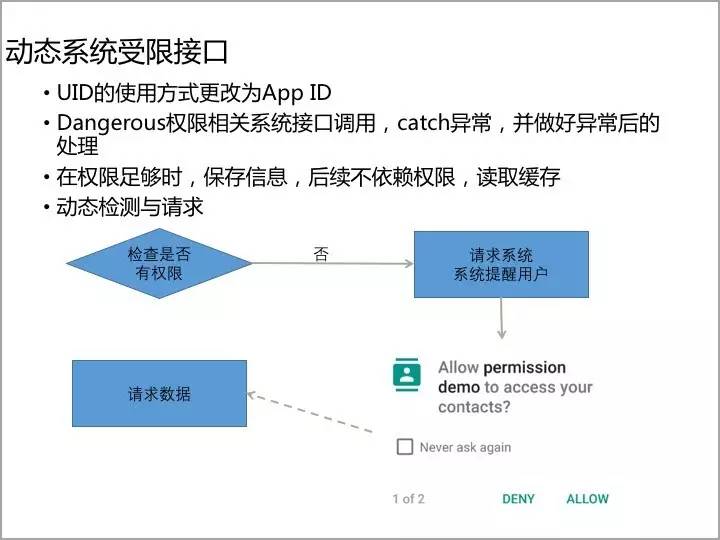 动态系统受限接口
• UID的使用方式更改为App ID
• Dangerous权限相关系统接口调用，catch异常，并做好异常后的
处理
• 在权限足够时，保存信息，后续不依赖权限，读取缓存
• 动态检测与请求
检查是否
有权限
否
请求系统
系统提醒用户
请求数据
Allow permission
demo to access your
contacts?
Never ask again
1 of 2
DENY
ALLOW